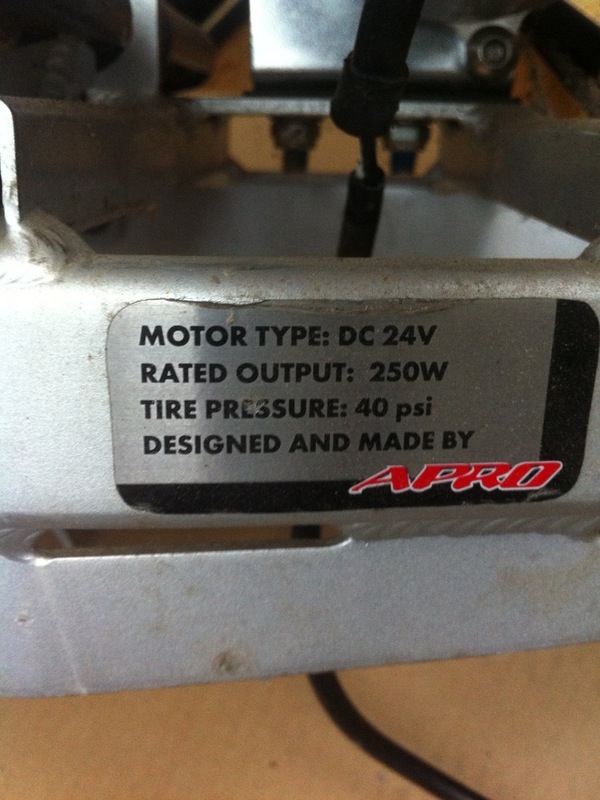 MOTOR TYPE: DC 24V
RATED OUTPUT: 250W
TIRE PRESSURE: 40 psi
DESIGNED AND MADE BY
APRO